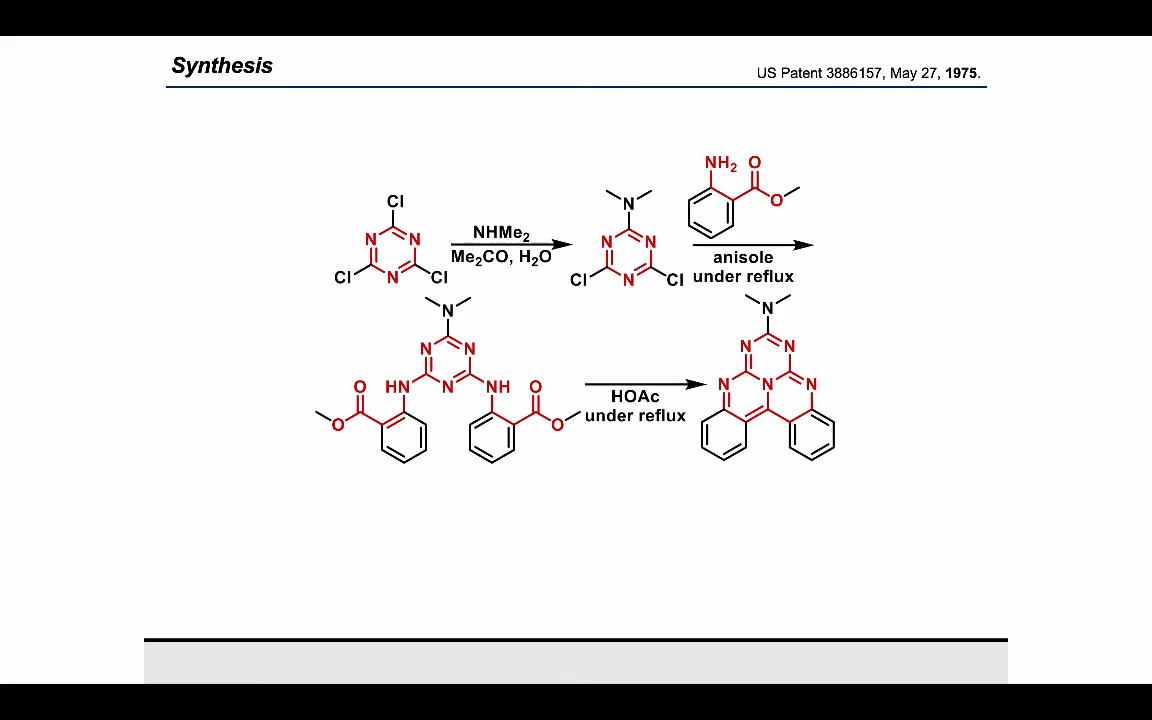 Synthesis
US Patent 3886157, May 27, 1975.
Cl
N N
Cl N Cl
NHMe2
Me2CO, H2O
N
N N
Cl N Cl
NH2 O
O
anisole
under reflux
N
N N
O HN N NH O
O O
HOAc
under reflux
N
N N
N N N